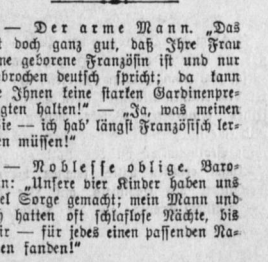 — Der arme Mann. „Das
t doch ganz gut, daß Ihre Frau
ne geborene Französin ist und nur
brochen deutsch spricht; da kann
e Ihnen keine starken Gardinenpre-
gten halten!“ — „Ja, was meinen
ie — ich hab' längst Französisch ler-
en müssen!“
— Noblesse oblige. Baro-
n: „Unsere vier Kinder haben uns
el Sorge gemacht; mein Mann und
h hatten oft schlaflose Nächte, bis
ir — für jedes einen passenden Na-
en fanden!“